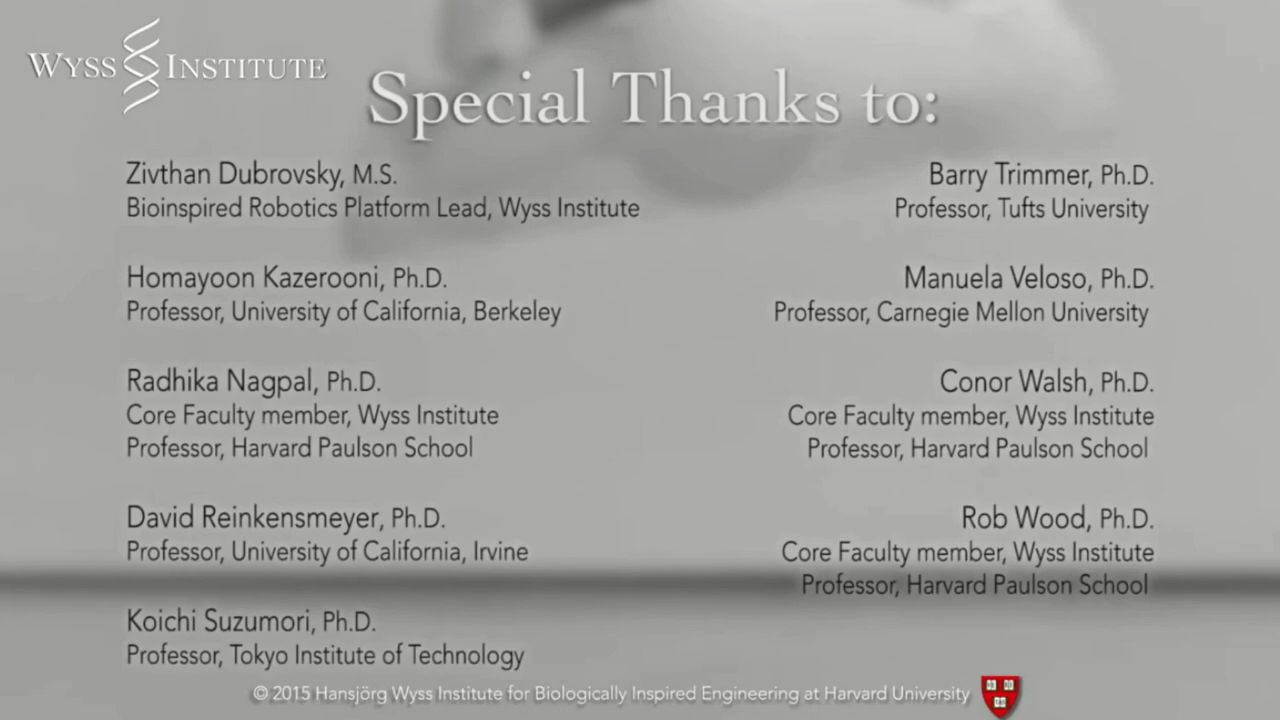 WYSS INSTITUTE
Special Thanks to:
Zivthan Dubrovsky, M.S.
Bioinspired Robotics Platform Lead, Wyss Institute
Homayoon Kazerooni, Ph.D.
Professor, University of California, Berkeley
Radhika Nagpal, Ph.D.
Core Faculty member, Wyss Institute
Professor, Harvard Paulson School
David Reinkensmeyer, Ph.D.
Professor, University of California, Irvine
Koichi Suzumori, Ph.D.
Professor, Tokyo Institute of Technology
Barry Trimmer, Ph.D.
Professor, Tufts University
Manuela Veloso, Ph.D.
Professor, Carnegie Mellon University
Conor Walsh, Ph.D.
Core Faculty member, Wyss Institute
Professor, Harvard Paulson School
Rob Wood, Ph.D.
Core Faculty member, Wyss Institute
Professor, Harvard Paulson School
© 2015 Hansjörg Wyss Institute for Biologically Inspired Engineering at Harvard University